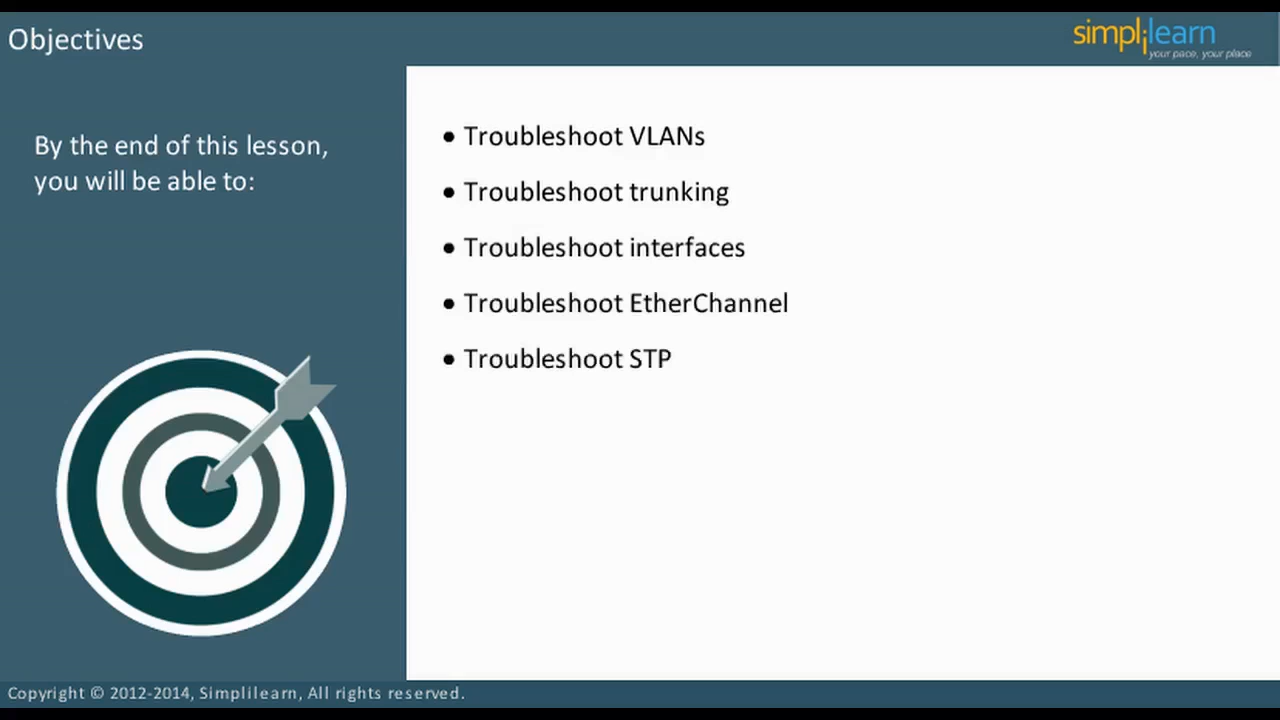 Objectives
simplilearn
your pace, your place
By the end of this lesson,
you will be able to:
• Troubleshoot VLANs
• Troubleshoot trunking
• Troubleshoot interfaces
• Troubleshoot EtherChannel
• Troubleshoot STP
Copyright © 2012-2014, Simplilearn, All rights reserved.